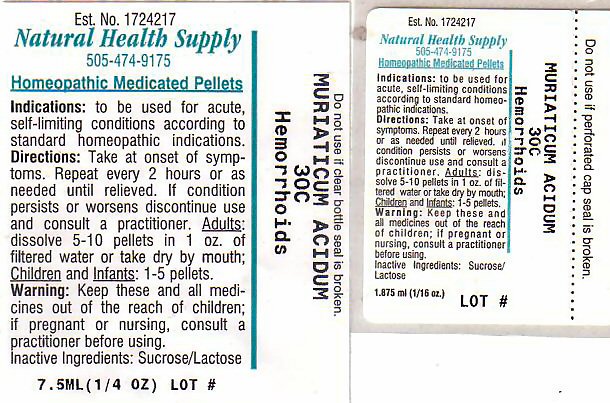 Est. No. 1724217
Natural Health Supply
505-474-9175
Homeopathic Medicated Pellets
Indications: to be used for acute,
self-limiting conditions according to
standard homeopathic indications.
Directions: Take at onset of symp-
toms. Repeat every 2 hours or as
needed until relieved. If condition
persists or worsens discontinue use
and consult a practitioner. Adults:
dissolve 5-10 pellets in 1 oz. of
filtered water or take dry by mouth;
Children and Infants: 1-5 pellets.
Warning: Keep these and all medi-
cines out of the reach of children;
if pregnant or nursing, consult a
practitioner before using.
Inactive Ingredients: Sucrose/Lactose
7.5ML(1/4 OZ) LOT #
Do not use if clear bottle seal is broken.
MURIATICUM ACIDUM
30C
Hemorrhoids
Est. No. 1724217
Natural Health Supply
505-474-9175
Homeopathic Medicated Pellets
Indications: to be used for
acute, self-limiting conditions
according to standard homeo-
pathic indications.
Directions: Take at onset of
symptoms. Repeat every 2 hours
or as needed until relieved. If
condition persists or worsens
discontinue use and consult a
practitioner. Adults: dis-
solve 5-10 pellets in 1 oz. of fil-
tered water or take dry by mouth;
Children and Infants: 1-5 pellets.
Warning: Keep these and
all medicines out of the reach
of children; if pregnant or
nursing, consult a practitioner
before using.
Inactive Ingredients: Sucrose/
Lactose
1.875 ml (1/16 oz.) LOT #
MURIATICUM ACIDUM
30C
Hemorrhoids
Do not use if perforated cap seal is broken.